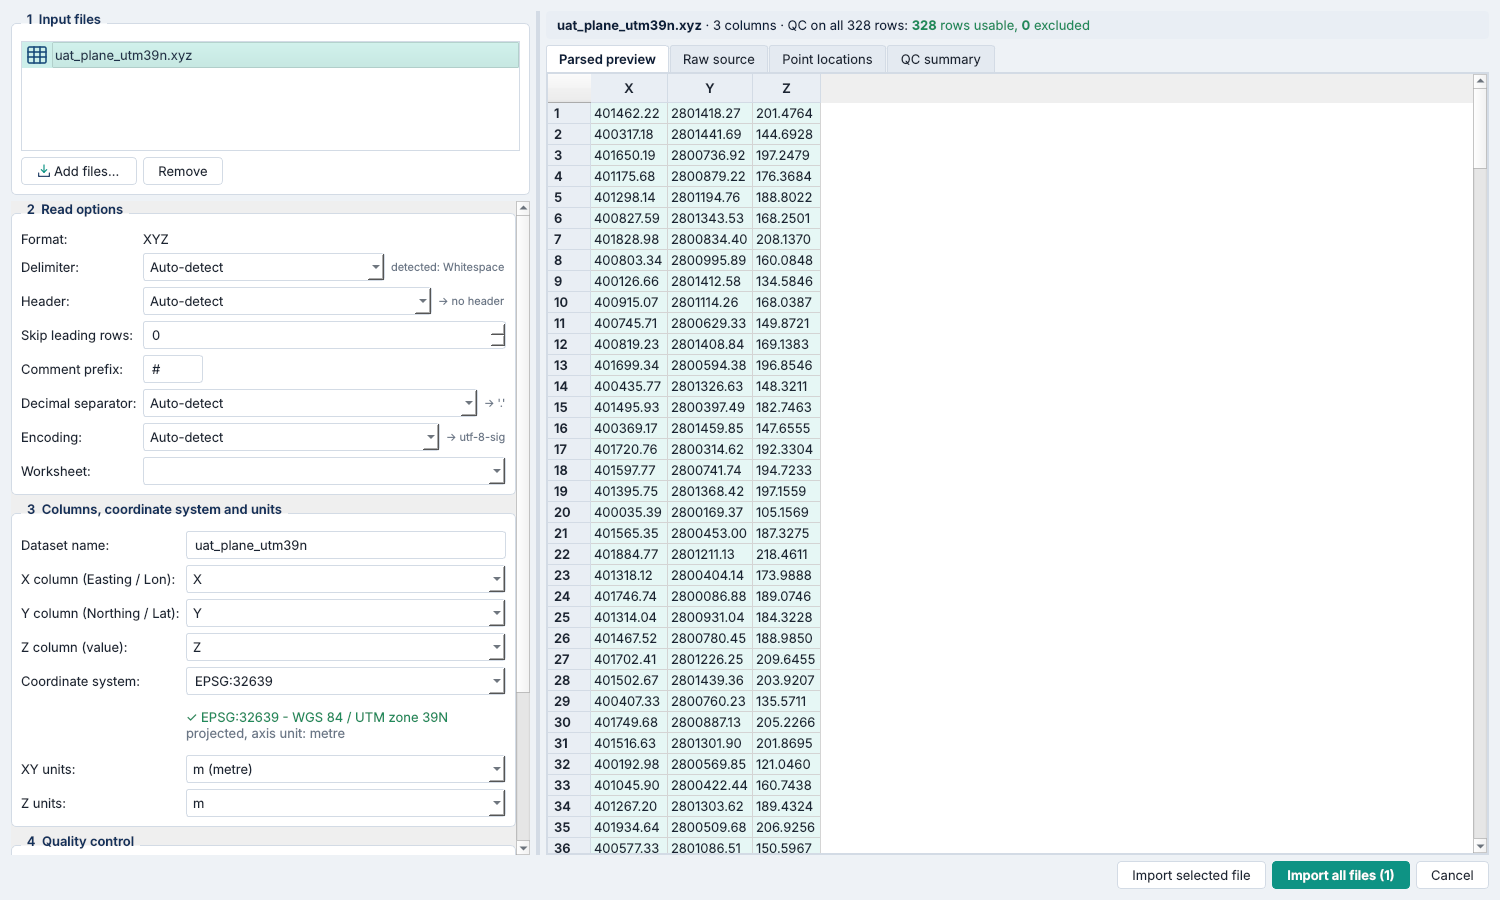 1 Input files
uat_plane_utm39n.xyz
Add files...
Remove
2 Read options
Format: XYZ
Delimiter: Auto-detect detected: Whitespace
Header: Auto-detect → no header
Skip leading rows: 0
Comment prefix: #
Decimal separator: Auto-detect → '.'
Encoding: Auto-detect → utf-8-sig
Worksheet:
3 Columns, coordinate system and units
Dataset name: uat_plane_utm39n
X column (Easting / Lon): X
Y column (Northing / Lat): Y
Z column (value): Z
Coordinate system: EPSG:32639
✓ EPSG:32639 - WGS 84 / UTM zone 39N
projected, axis unit: metre
XY units: m (metre)
Z units: m
4 Quality control
uat_plane_utm39n.xyz · 3 columns · QC on all 328 rows: 328 rows usable, 0 excluded
Parsed preview Raw source Point locations QC summary
X Y Z
1 401462.22 2801418.27 201.4764
2 400317.18 2801441.69 144.6928
3 401650.19 2800736.92 197.2479
4 401175.68 2800879.22 176.3684
5 401298.14 2801194.76 188.8022
6 400827.59 2801343.53 168.2501
7 401828.98 2800834.40 208.1370
8 400803.34 2800995.89 160.0848
9 400126.66 2801412.58 134.5846
10 400915.07 2801114.26 168.0387
11 400745.71 2800629.33 149.8721
12 400819.23 2801408.84 169.1383
13 401699.34 2800594.38 196.8546
14 400435.77 2801326.63 148.3211
15 401495.93 2800397.49 182.7463
16 400369.17 2801459.85 147.6555
17 401720.76 2800314.62 192.3304
18 401597.77 2800741.74 194.7233
19 401395.75 2801368.42 197.1559
20 400035.39 2800169.37 105.1569
21 401565.35 2800453.00 187.3275
22 401884.77 2801211.13 218.4611
23 401318.12 2800404.14 173.9888
24 401746.74 2800086.88 189.0746
25 401314.04 2800931.04 184.3228
26 401467.52 2800780.45 188.9850
27 401702.41 2801226.25 209.6455
28 401502.67 2801439.36 203.9207
29 400407.33 2800760.23 135.5711
30 401749.68 2800887.13 205.2266
31 401516.63 2801301.90 201.8695
32 400192.98 2800569.85 121.0460
33 401045.90 2800422.44 160.7438
34 401267.20 2801303.62 189.4324
35 401934.64 2800509.68 206.9256
36 400577.33 2801086.51 150.5967
Import selected file
Import all files (1)
Cancel